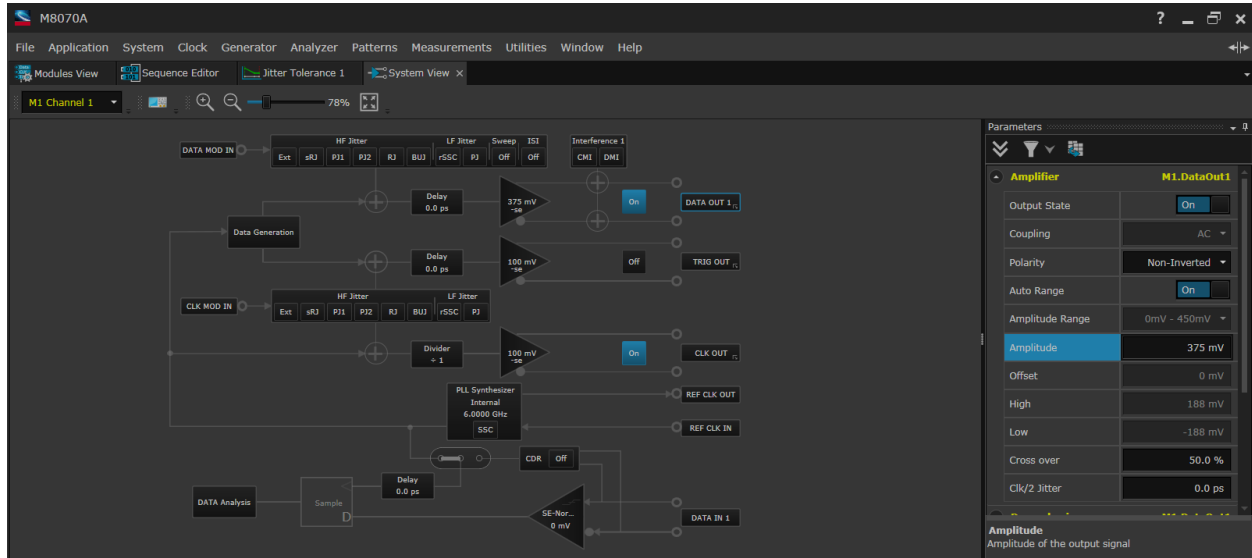 M8070A
? 
File Application System Clock Generator Analyzer Patterns Measurements Utilities Window Help
Modules View Sequence Editor Jitter Tolerance 1 System View ×
M1 Channel 1 78%
Parameters
DATA MOD IN
HF Jitter LF Jitter Sweep ISI
Ext sRJ PJ1 PJ2 RJ BUJ rSSC PJ Off Off
Interference 1
CMI DMI
Delay
0.0 ps
375 mV
-se
On
DATA OUT 1
Data Generation
Delay
0.0 ps
100 mV
-se
Off
TRIG OUT
CLK MOD IN
HF Jitter LF Jitter
Ext sRJ PJ1 PJ2 RJ BUJ rSSC PJ
Divider
÷ 1
100 mV
-se
On
CLK OUT
PLL Synthesizer
Internal
6.0000 GHz
SSC
REF CLK OUT
REF CLK IN
CDR Off
Delay
0.0 ps
DATA Analysis
Sample
D
SE-Nor...
0 mV
DATA IN 1
Amplifier M1.DataOut1
Output State On
Coupling AC
Polarity Non-Inverted
Auto Range On
Amplitude Range 0mV - 450mV
Amplitude 375 mV
Offset 0 mV
High 188 mV
Low -188 mV
Cross over 50.0 %
Clk/2 Jitter 0.0 ps
Amplitude
Amplitude of the output signal